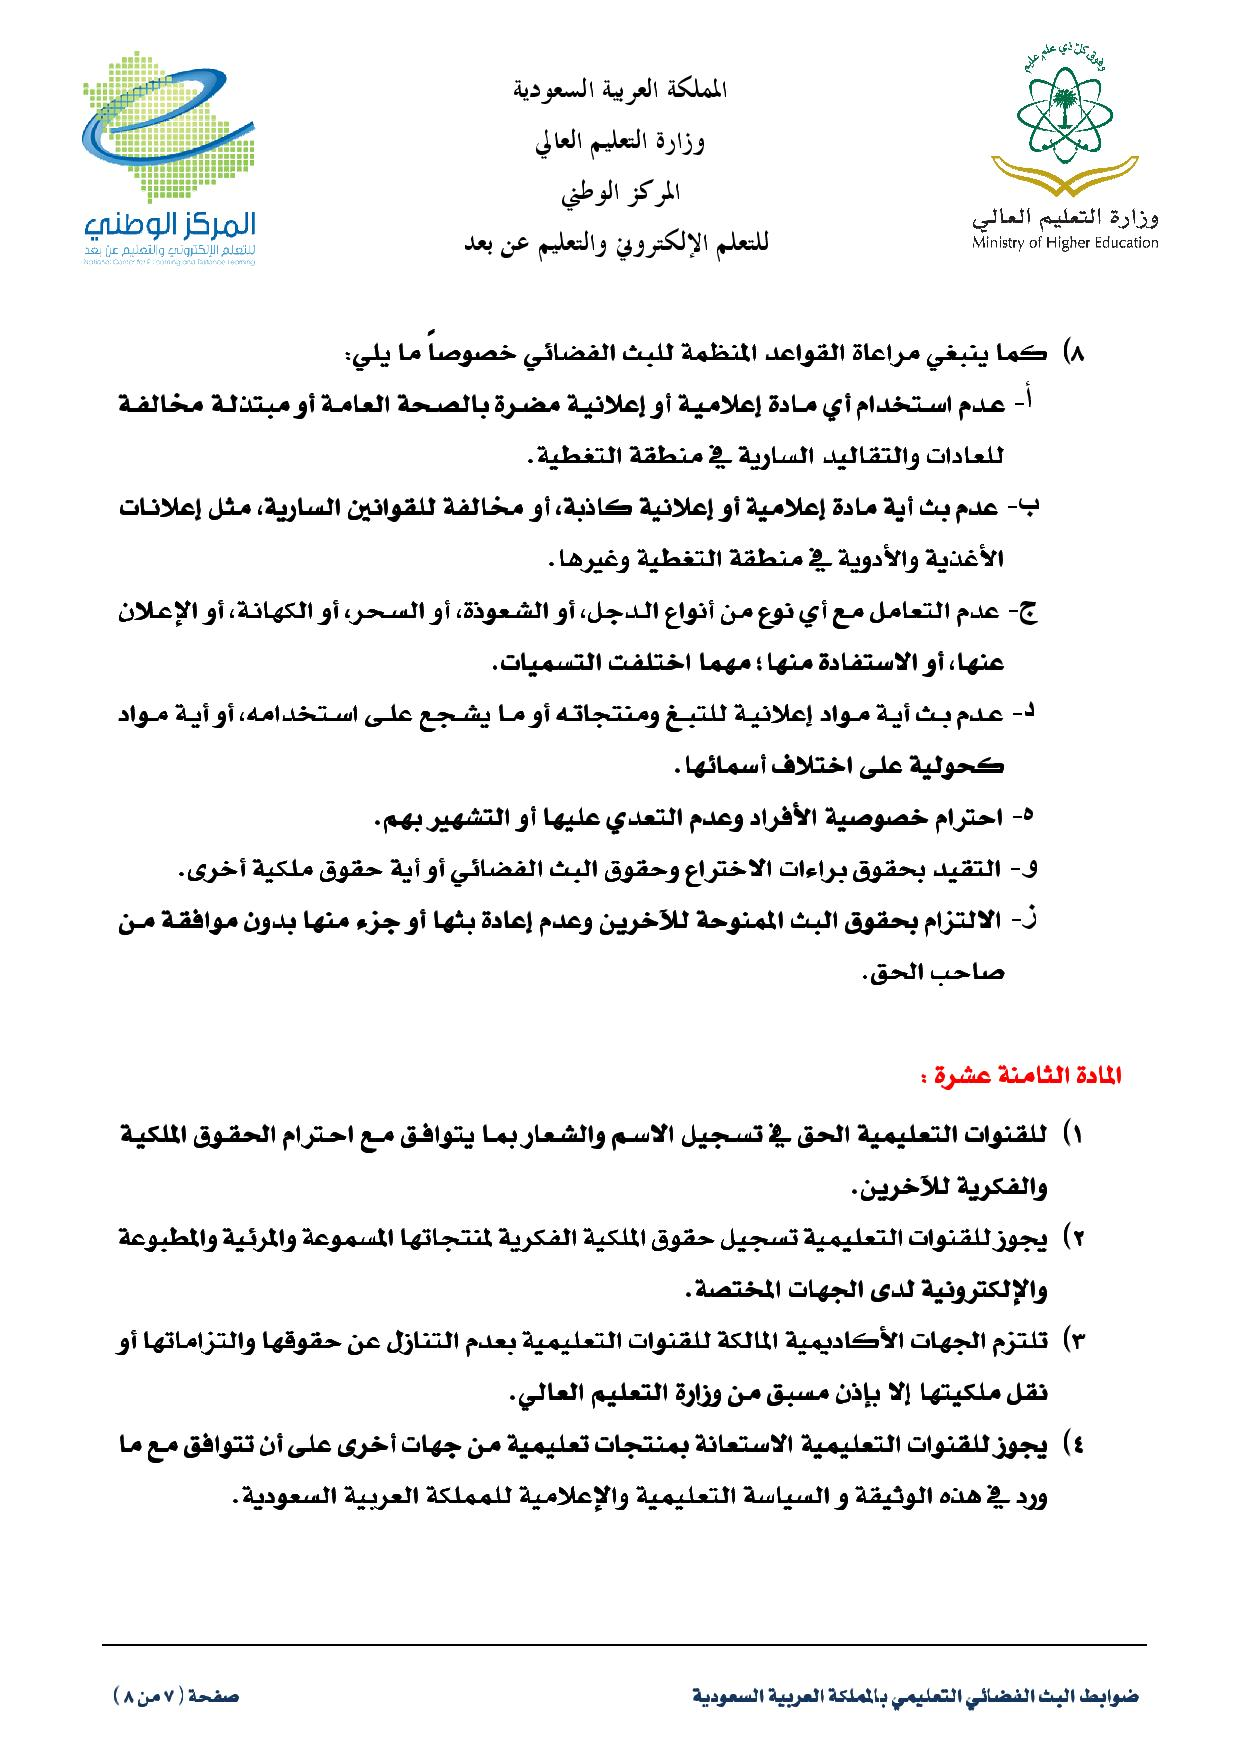 وفوق كل ذي علم عليم
وزارة التعليم العالي
Ministry of Higher Education
المملكة العربية السعودية
وزارة التعليم العالي
المركز الوطني
للتعلم الإلكتروني والتعليم عن بعد
المركز الوطني
للتعلم الإلكتروني والتعليم عن بعد
National Center for E-Learning and Distance Learning
٨) كما ينبغي مراعاة القواعد المنظمة للبث الفضائي خصوصاً ما يلي:
أ- عدم استخدام أي مادة إعلامية أو إعلانية مضرة بالصحة العامة أو مبتذلة مخالفة
للعادات والتقاليد السارية في منطقة التغطية.
ب- عدم بث أية مادة إعلامية أو إعلانية كاذبة، أو مخالفة للقوانين السارية، مثل إعلانات
الأغذية والأدوية في منطقة التغطية وغيرها.
ج- عدم التعامل مع أي نوع من أنواع الدجل، أو الشعوذة، أو السحر، أو الكهانة، أو الإعلان
عنها، أو الاستفادة منها؛ مهما اختلفت التسميات.
د- عدم بث أية مواد إعلانية للتبغ ومنتجاته أو ما يشجع على استخدامه، أو أية مواد
كحولية على اختلاف أسمائها.
ه- احترام خصوصية الأفراد وعدم التعدي عليها أو التشهير بهم.
و- التقيد بحقوق براءات الاختراع وحقوق البث الفضائي أو أية حقوق ملكية أخرى.
ز- الالتزام بحقوق البث الممنوحة للآخرين وعدم إعادة بثها أو جزء منها بدون موافقة من
صاحب الحق.
المادة الثامنة عشرة :
١) للقنوات التعليمية الحق في تسجيل الاسم والشعار بما يتوافق مع احترام الحقوق الملكية
والفكرية للآخرين.
٢) يجوز للقنوات التعليمية تسجيل حقوق الملكية الفكرية لمنتجاتها المسموعة والمرئية والمطبوعة
والإلكترونية لدى الجهات المختصة.
٣) تلتزم الجهات الأكاديمية المالكة للقنوات التعليمية بعدم التنازل عن حقوقها والتزاماتها أو
نقل ملكيتها إلا بإذن مسبق من وزارة التعليم العالي.
٤) يجوز للقنوات التعليمية الاستعانة بمنتجات تعليمية من جهات أخرى على أن تتوافق مع ما
ورد في هذه الوثيقة و السياسة التعليمية والإعلامية للمملكة العربية السعودية.
ضوابط البث الفضائي التعليمي بالمملكة العربية السعودية
صفحة ( ٧ من ٨ )